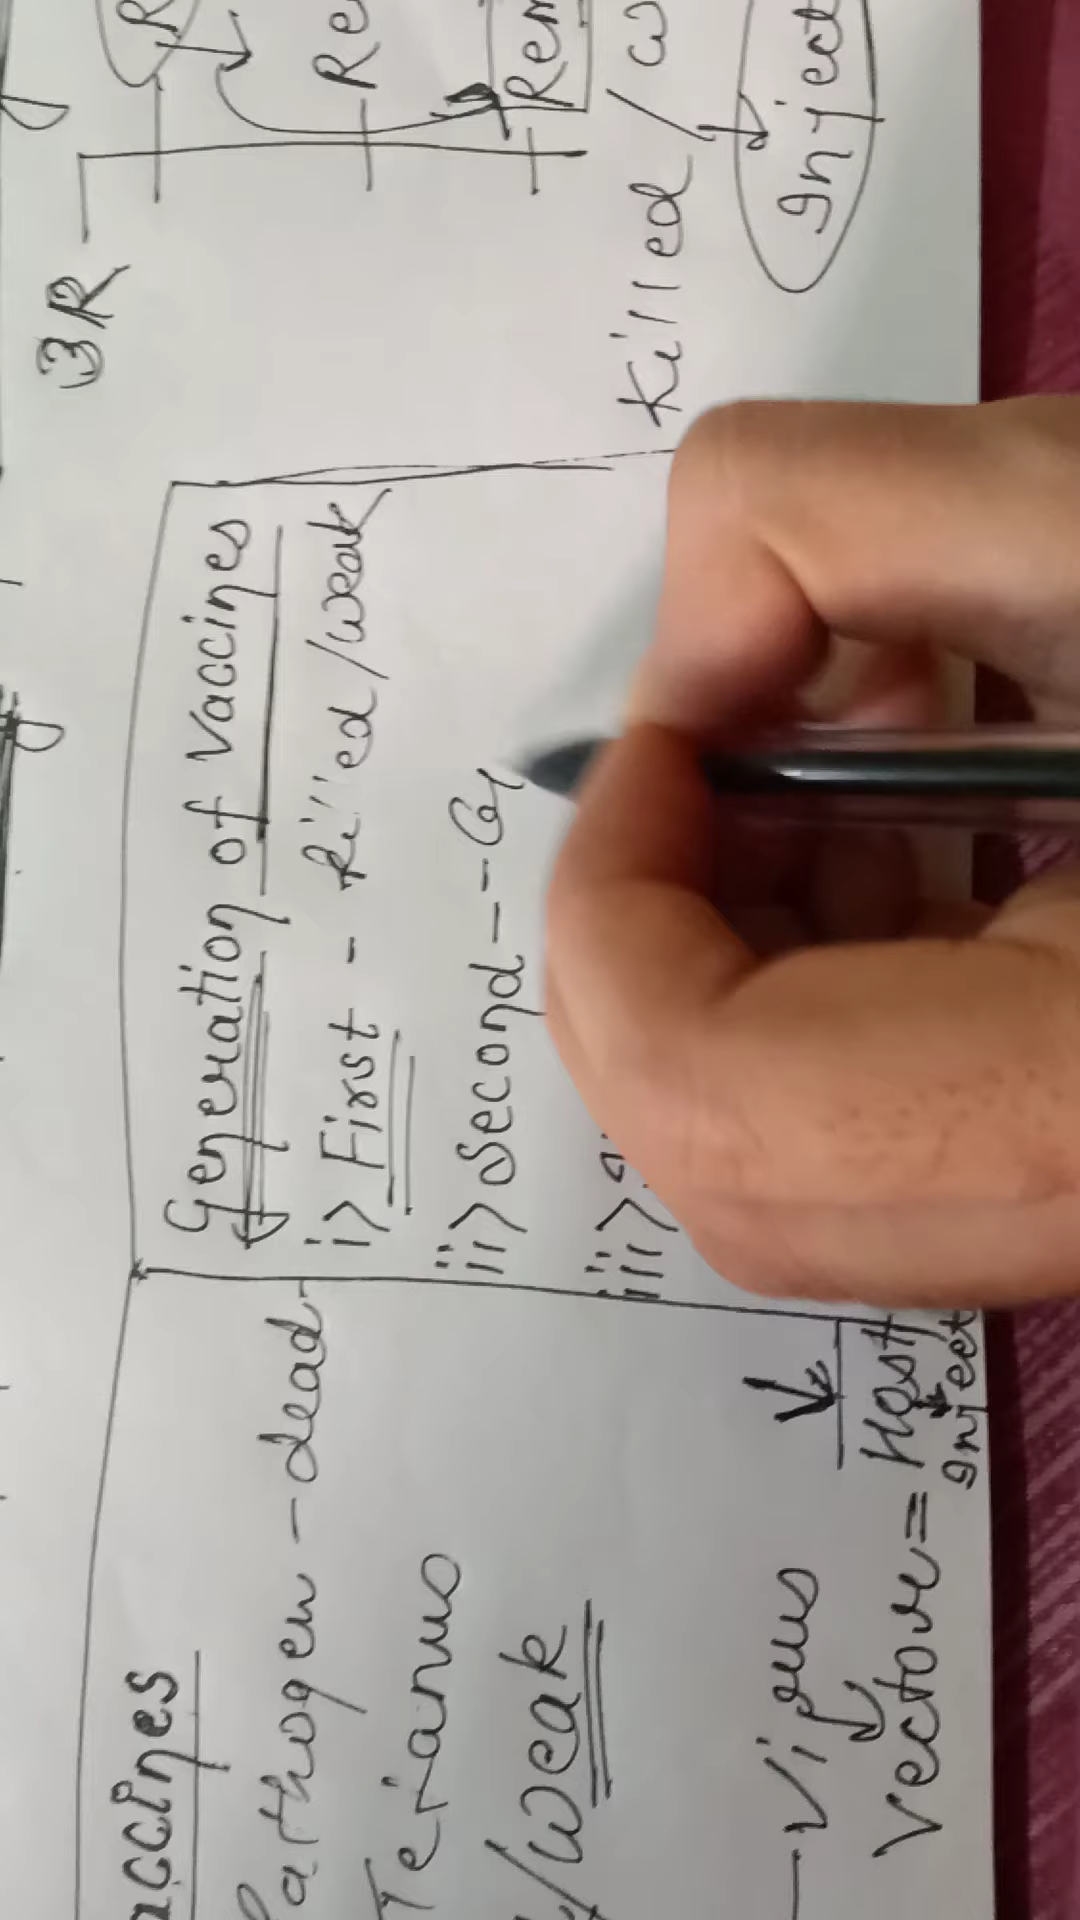 accines
athogen - dead
Tetanus
/weak
- Virus
Vector = Host
Inject
Generation of Vaccines
i> First - killed/weak
ii> Second -- G
iii>
3R
R
Re
Rem
Killed / w
Inject